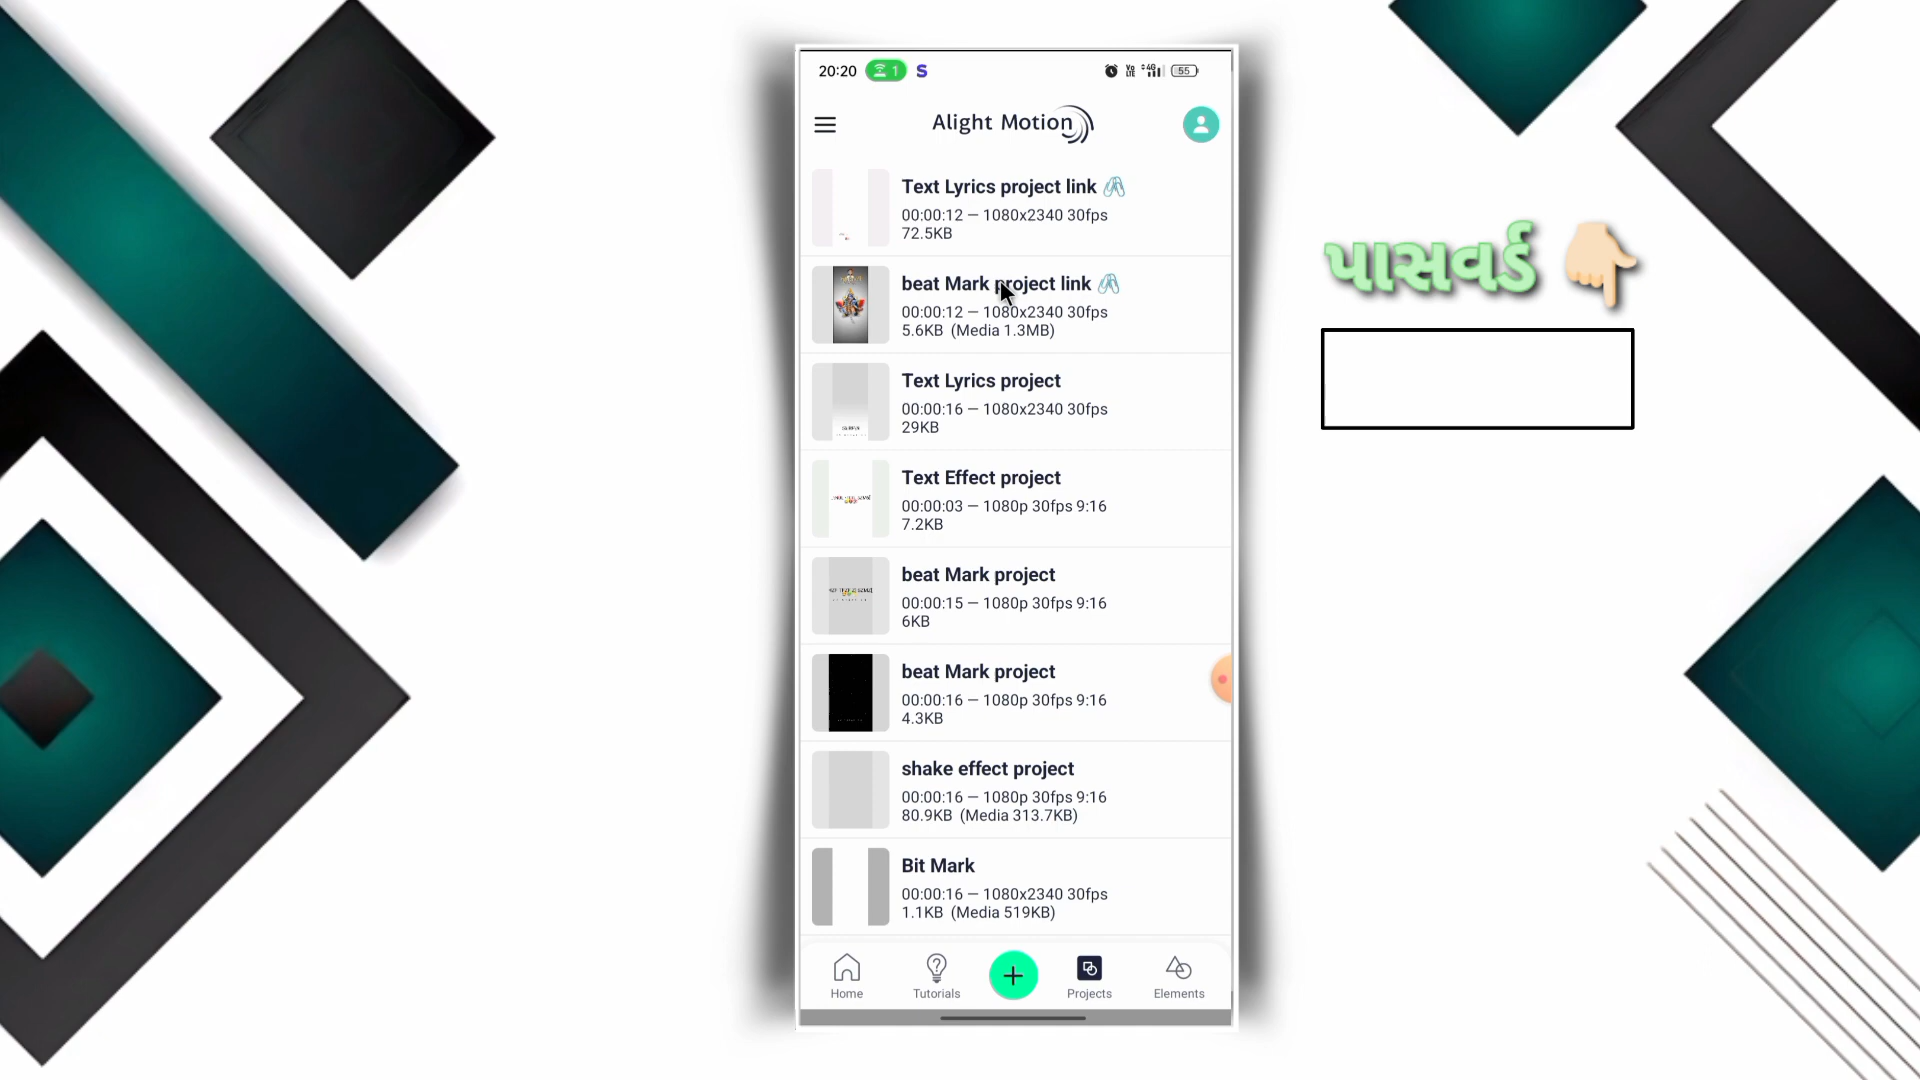 20:20 1 S 55
Alight Motion
Text Lyrics project link
00:00:12 – 1080x2340 30fps
72.5KB
beat Mark project link
00:00:12 – 1080x2340 30fps
5.6KB (Media 1.3MB)
Text Lyrics project
00:00:16 – 1080x2340 30fps
29KB
Text Effect project
00:00:03 – 1080p 30fps 9:16
7.2KB
beat Mark project
00:00:15 – 1080p 30fps 9:16
6KB
beat Mark project
00:00:16 – 1080p 30fps 9:16
4.3KB
shake effect project
00:00:16 – 1080p 30fps 9:16
80.9KB (Media 313.7KB)
Bit Mark
00:00:16 – 1080x2340 30fps
1.1KB (Media 519KB)
Home Tutorials Projects Elements
પાસવર્ડ